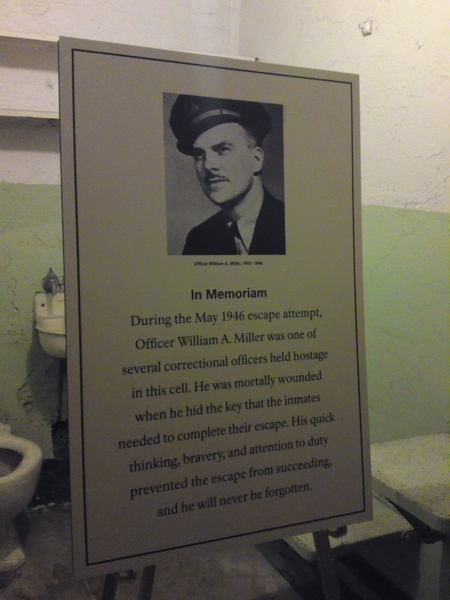 Officer William A. Miller
In Memoriam
During the May 1946 escape attempt,
Officer William A. Miller was one of
several correctional officers held hostage
in this cell. He was mortally wounded
when he hid the key that the inmates
needed to complete their escape. His quick
thinking, bravery, and attention to duty
prevented the escape from succeeding,
and he will never be forgotten.